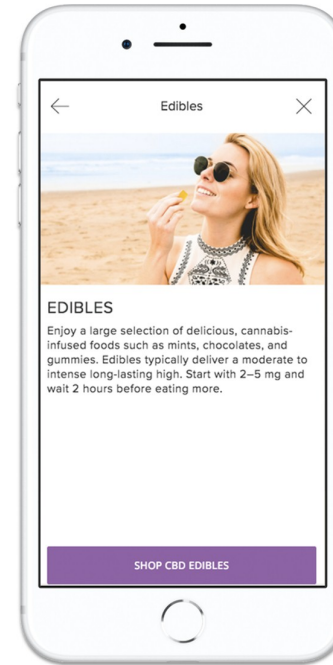 Edibles
EDIBLES
Enjoy a large selection of delicious, cannabis-
infused foods such as mints, chocolates, and
gummies. Edibles typically deliver a moderate to
intense long-lasting high. Start with 2–5 mg and
wait 2 hours before eating more.
SHOP CBD EDIBLES